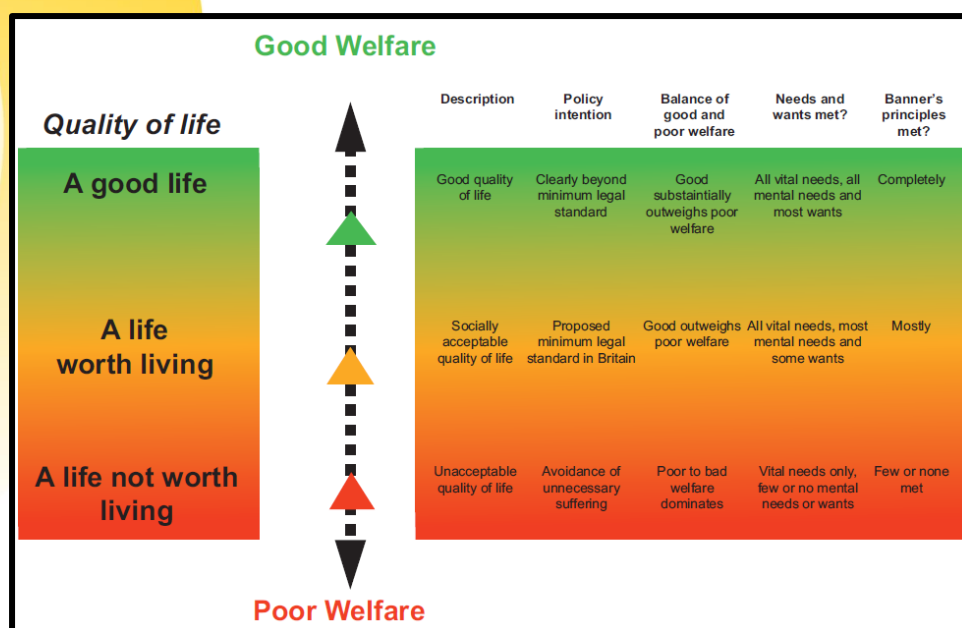 Good Welfare
Quality of life
Description
Policy
intention
Balance of
good and
poor welfare
Needs and
wants met?
Banner's
principles
met?
A good life
Good quality
of life
Clearly beyond
minimum legal
standard
Good
substaintially
outweighs poor
welfare
All vital needs, all
mental needs and
most wants
Completely
A life
worth living
Socially
acceptable
quality of life
Proposed
minimum legal
standard in Britain
Good outweighs
poor welfare
All vital needs, most
mental needs and
some wants
Mostly
A life not worth
living
Unacceptable
quality of life
Avoidance of
unnecessary
suffering
Poor to bad
welfare
dominates
Vital needs only,
few or no mental
needs or wants
Few or none
met
Poor Welfare